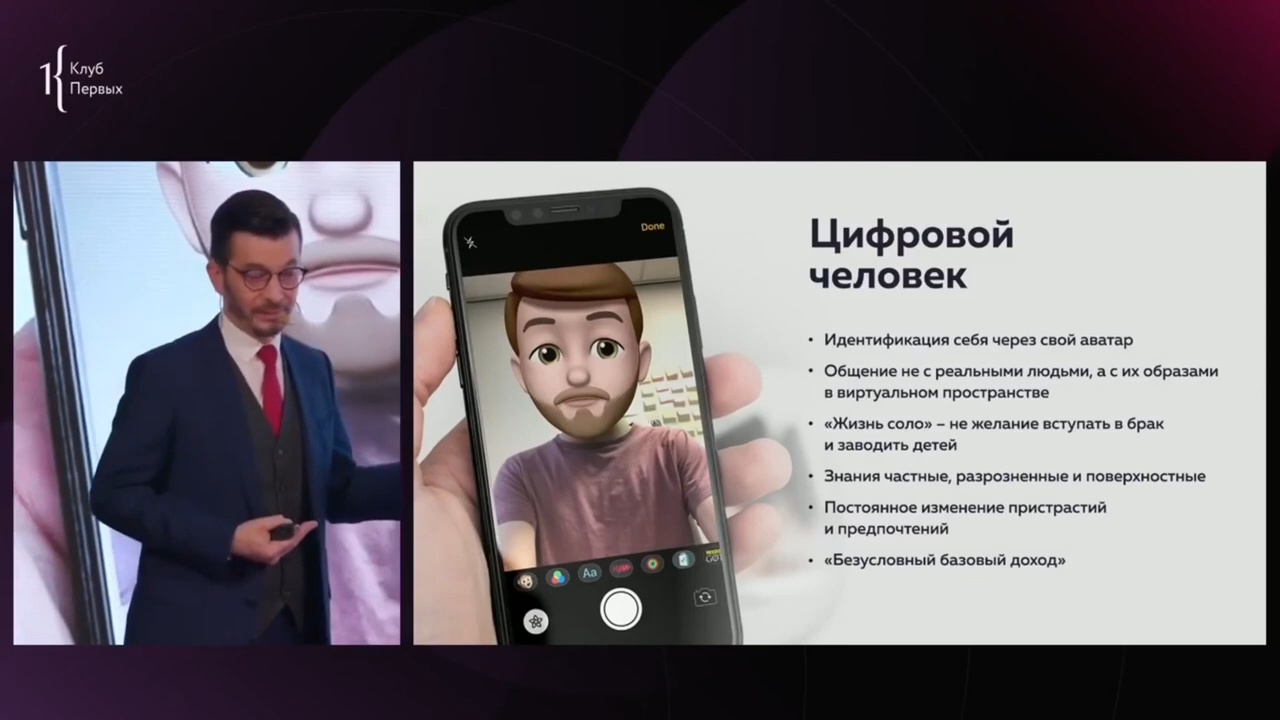 Клуб
Первых
Done
Aa
Цифровой
человек
• Идентификация себя через свой аватар
• Общение не с реальными людьми, а с их образами
в виртуальном пространстве
• «Жизнь соло» – не желание вступать в брак
и заводить детей
• Знания частные, разрозненные и поверхностные
• Постоянное изменение пристрастий
и предпочтений
• «Безусловный базовый доход»